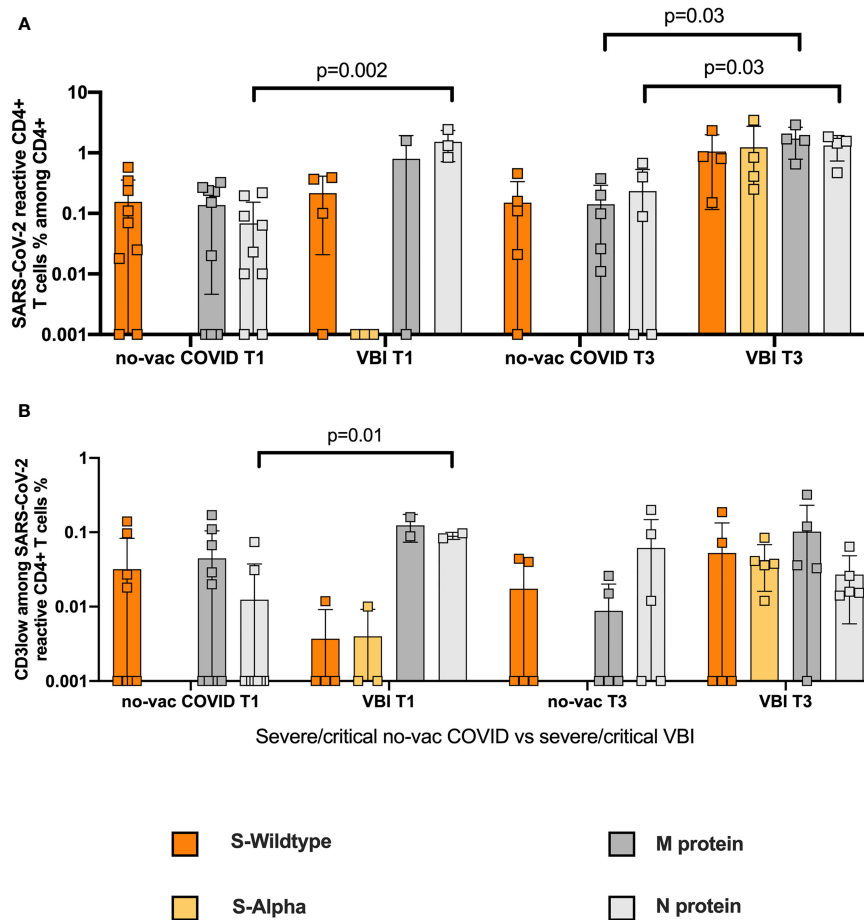 A
p=0.03
p=0.002
p=0.03
SARS-CoV-2 reactive CD4+
T cells % among CD4+
10
1
0.1
0.01
0.001
no-vac COVID T1
VBI T1
no-vac COVID T3
VBI T3
B
p=0.01
CD3low among SARS-CoV-2
reactive CD4+ T cells %
1
0.1
0.01
0.001
no-vac COVID T1
VBI T1
no-vac T3
VBI T3
Severe/critical no-vac COVID vs severe/critical VBI
S-Wildtype
M protein
S-Alpha
N protein